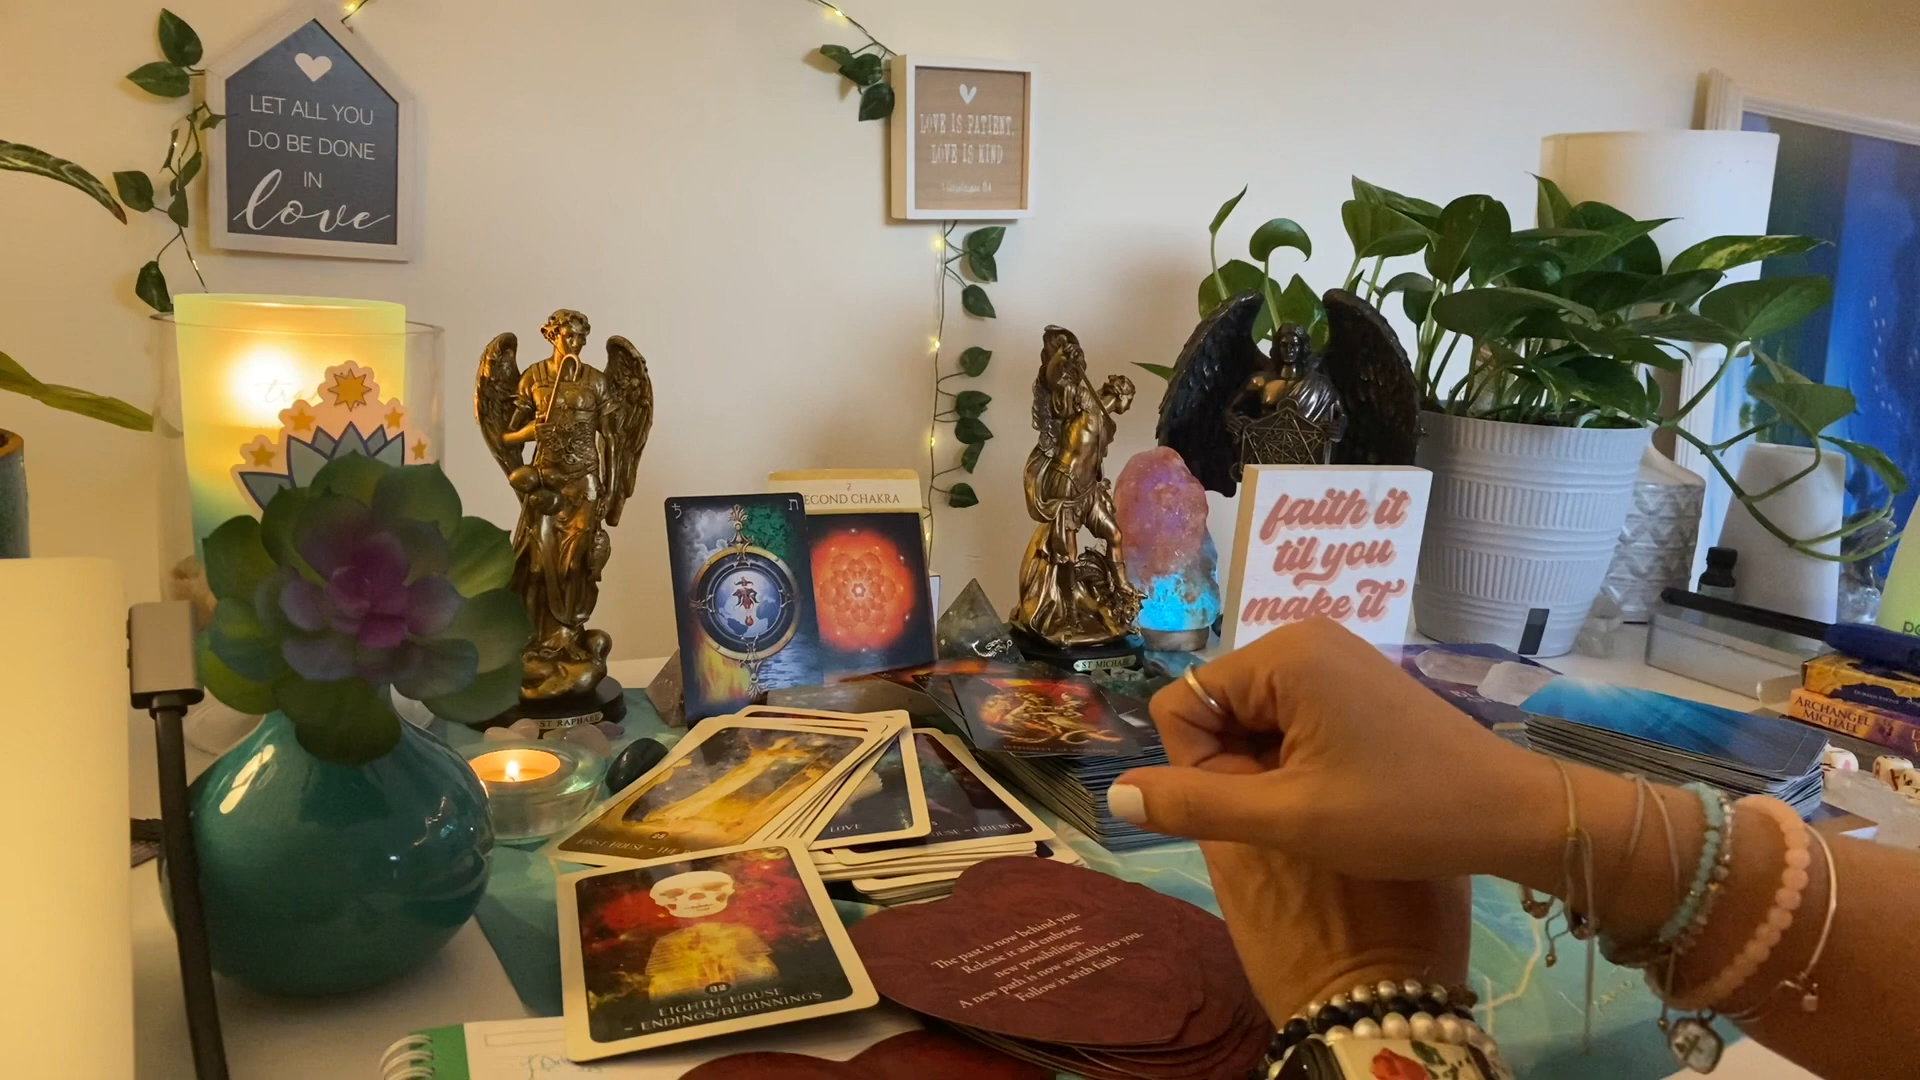 LET ALL YOU
DO BE DONE
IN
love
LOVE IS PATIENT,
LOVE IS KIND
2
SECOND CHAKRA
faith it
til you
make it
ST RAPHAEL
ST MICHAEL
ARCHANGEL
MICHAEL
FIRST HOUSE ~ THE
LOVE
~ FRIENDS
32
EIGHTH HOUSE
~ ENDINGS/BEGINNINGS
The past is now behind you.
Release it and embrace
new possibilities.
A new path is now available to you.
Follow it with faith.